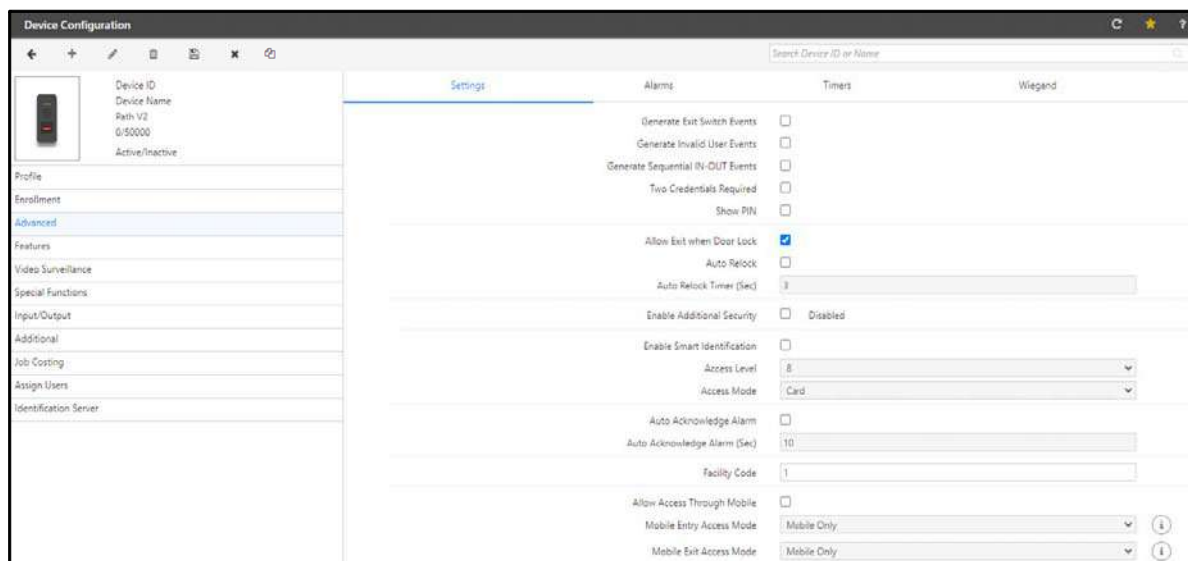 Device Configuration
?
Search Device ID or Name
Device ID
Device Name
Path V2
0/50000
Active/Inactive
Profile
Enrollment
Advanced
Features
Video Surveillance
Special Functions
Input/Output
Additional
Job Costing
Assign Users
Identification Server
Settings Alarms Timers Wiegand
Generate Exit Switch Events
Generate Invalid User Events
Generate Sequential IN-OUT Events
Two Credentials Required
Show PIN
Allow Exit when Door Lock
Auto Relock
Auto Relock Timer (Sec) 3
Enable Additional Security Disabled
Enable Smart Identification
Access Level 8
Access Mode Card
Auto Acknowledge Alarm
Auto Acknowledge Alarm (Sec) 10
Facility Code 1
Allow Access Through Mobile
Mobile Entry Access Mode Mobile Only i
Mobile Exit Access Mode Mobile Only i